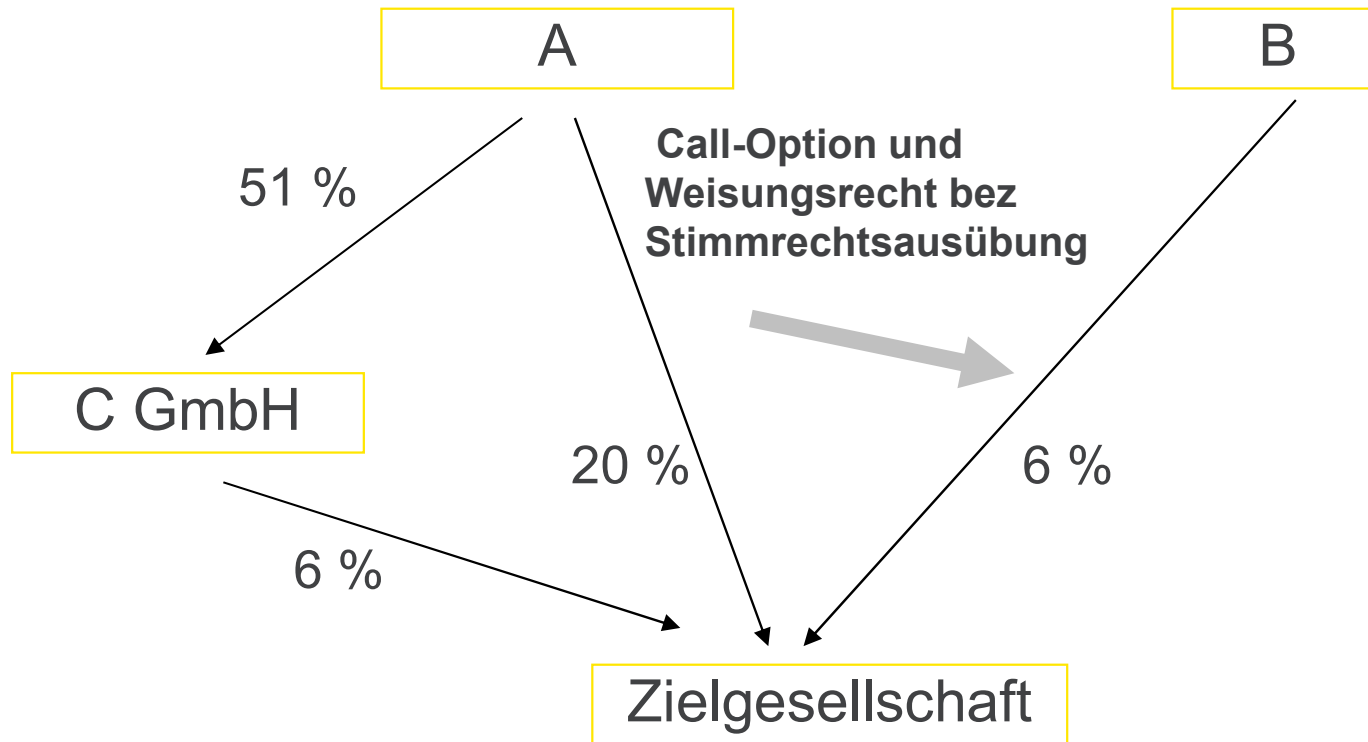 A
B
Call-Option und
Weisungsrecht bez
Stimmrechtsausübung
51 %
C GmbH
20 %
6 %
6 %
Zielgesellschaft